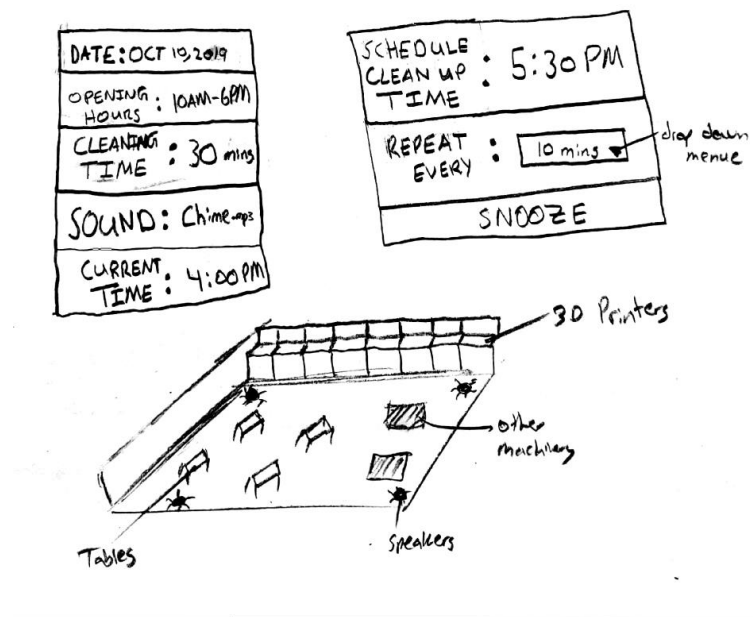 DATE: OCT 10, 2019
OPENING HOURS : 10AM-6PM
CLEANING TIME : 30 mins
SOUND: Chime.mp3
CURRENT TIME : 4:00 PM
SCHEDULE CLEAN UP TIME : 5:30 PM
REPEAT EVERY : 10 mins
drop down
menue
SNOOZE
3D Printers
other
machinery
Speakers
Tables